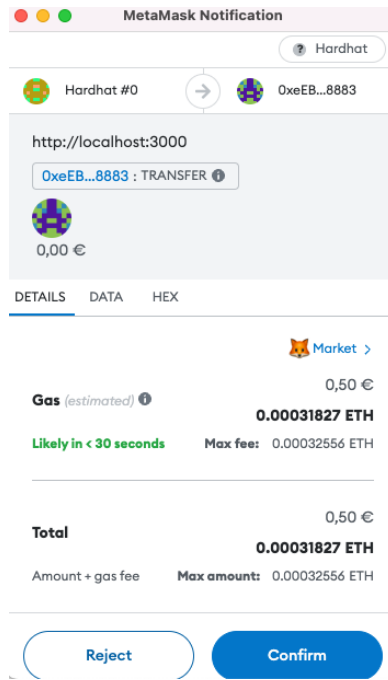 MetaMask Notification
? Hardhat
Hardhat #0 0xeEB...8883
http://localhost:3000
0xeEB...8883 : TRANSFER
0,00 €
DETAILS DATA HEX
Market >
0,50 €
Gas (estimated)
0.00031827 ETH
Likely in < 30 seconds Max fee: 0.00032556 ETH
0,50 €
Total
0.00031827 ETH
Amount + gas fee Max amount: 0.00032556 ETH
Reject Confirm